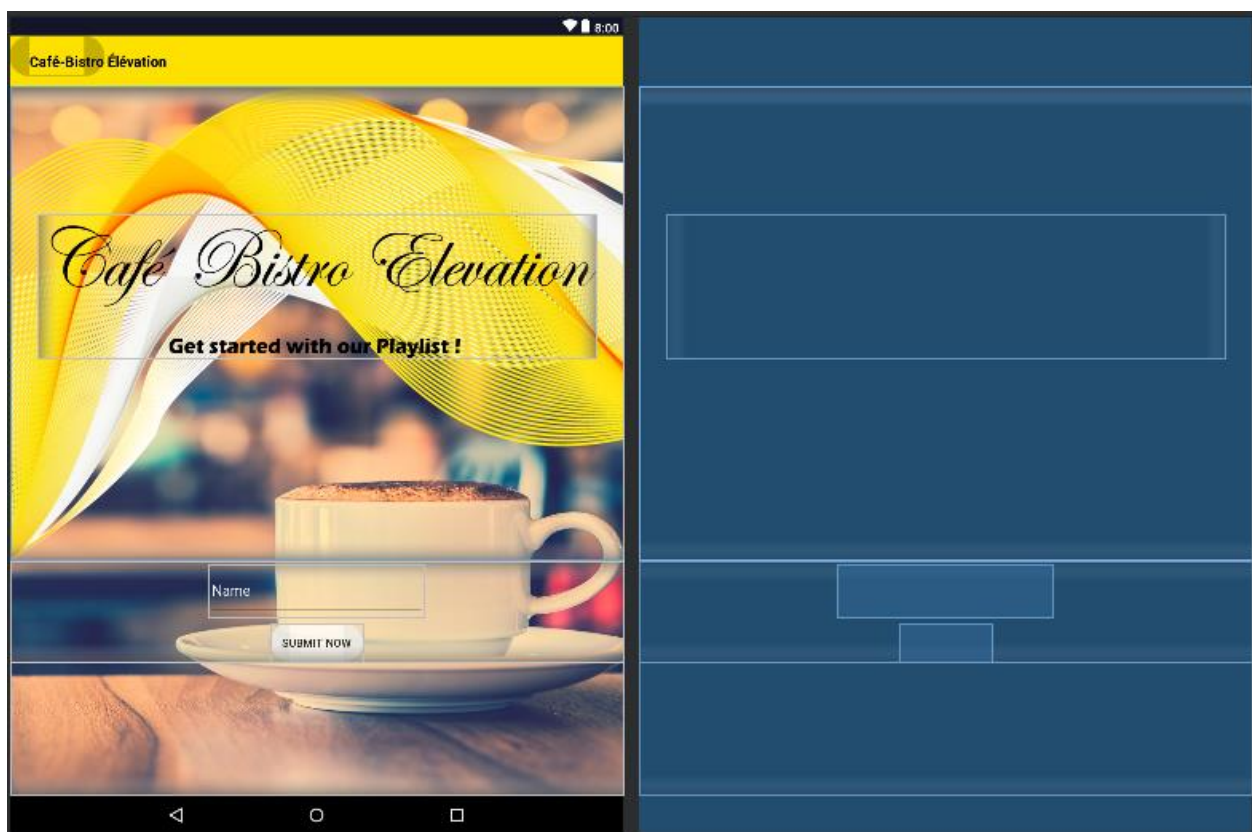 8:00
Café-Bistro Élévation
Café Bistro Elevation
Get started with our Playlist !
Name
SUBMIT NOW